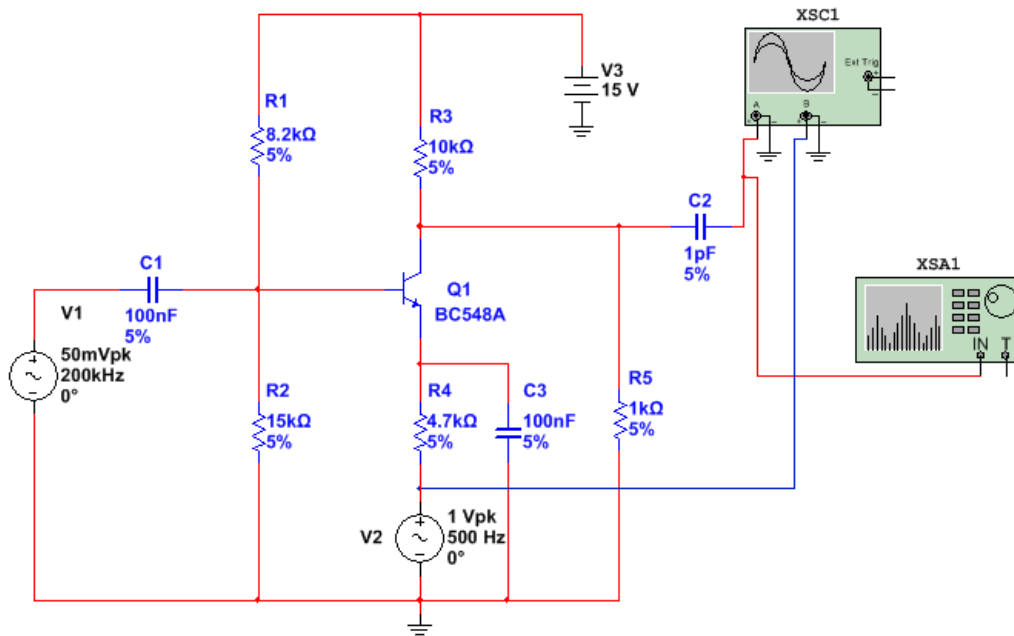 XSC1
Ext Trig
+
−
A
B
+ −
+ −
V3
15 V
R1
8.2kΩ
5%
R3
10kΩ
5%
C2
1pF
5%
XSA1
IN T
C1
100nF
5%
Q1
BC548A
V1
50mVpk
200kHz
0°
R2
15kΩ
5%
R4
4.7kΩ
5%
C3
100nF
5%
R5
1kΩ
5%
V2
1 Vpk
500 Hz
0°